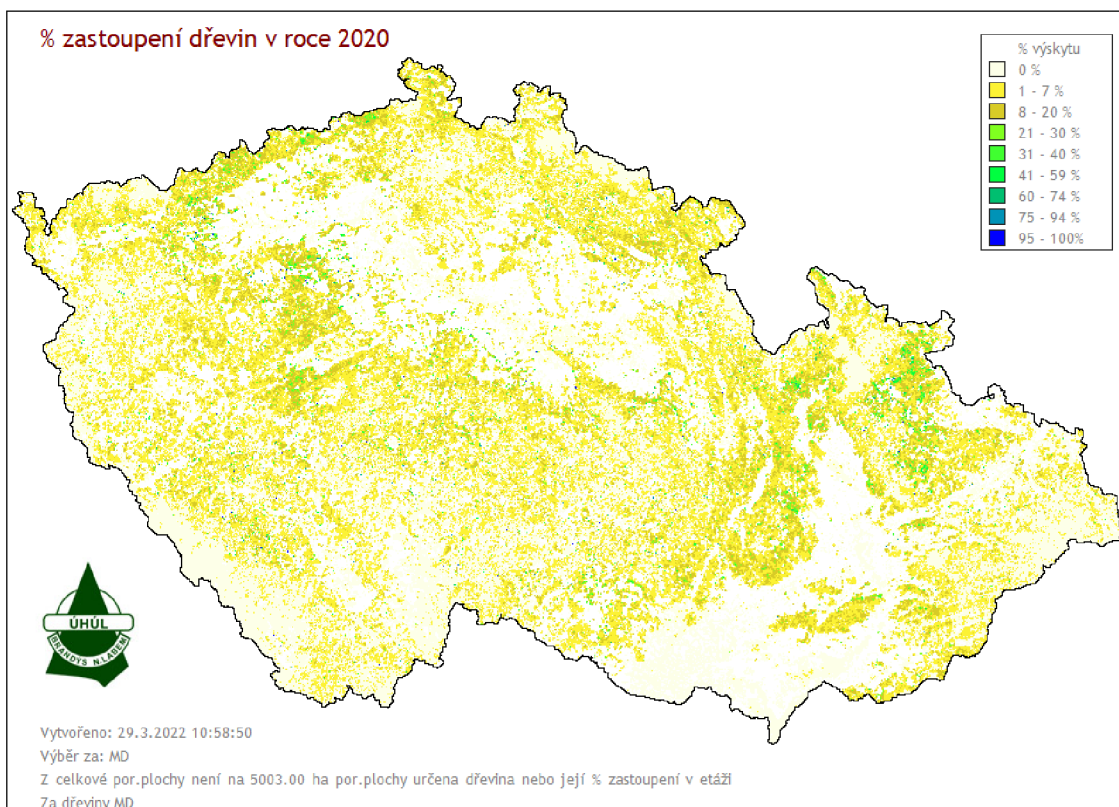 % zastoupení dřevin v roce 2020
% výskytu
0 %
1 - 7 %
8 - 20 %
21 - 30 %
31 - 40 %
41 - 59 %
60 - 74 %
75 - 94 %
95 - 100%
ÚHÚL
BRANDÝS N.LABEM
Vytvořeno: 29.3.2022 10:58:50
Výběr za: MD
Z celkové por.plochy není na 5003.00 ha por.plochy určena dřevina nebo její % zastoupení v etáži
Za dřeviny MD